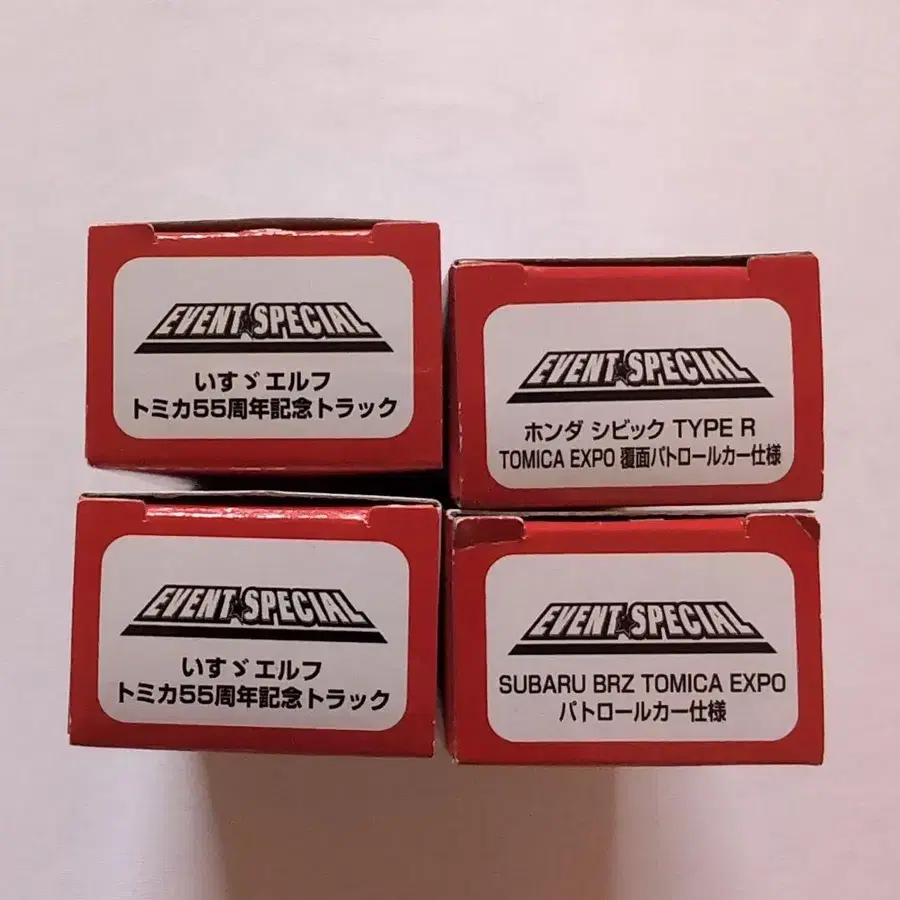 EVENT★SPECIAL
いすゞエルフ
トミカ55周年記念トラック
EVENT★SPECIAL
ホンダ シビック TYPE R
TOMICA EXPO 覆面パトロールカー仕様
EVENT★SPECIAL
いすゞエルフ
トミカ55周年記念トラック
EVENT★SPECIAL
SUBARU BRZ TOMICA EXPO
パトロールカー仕様